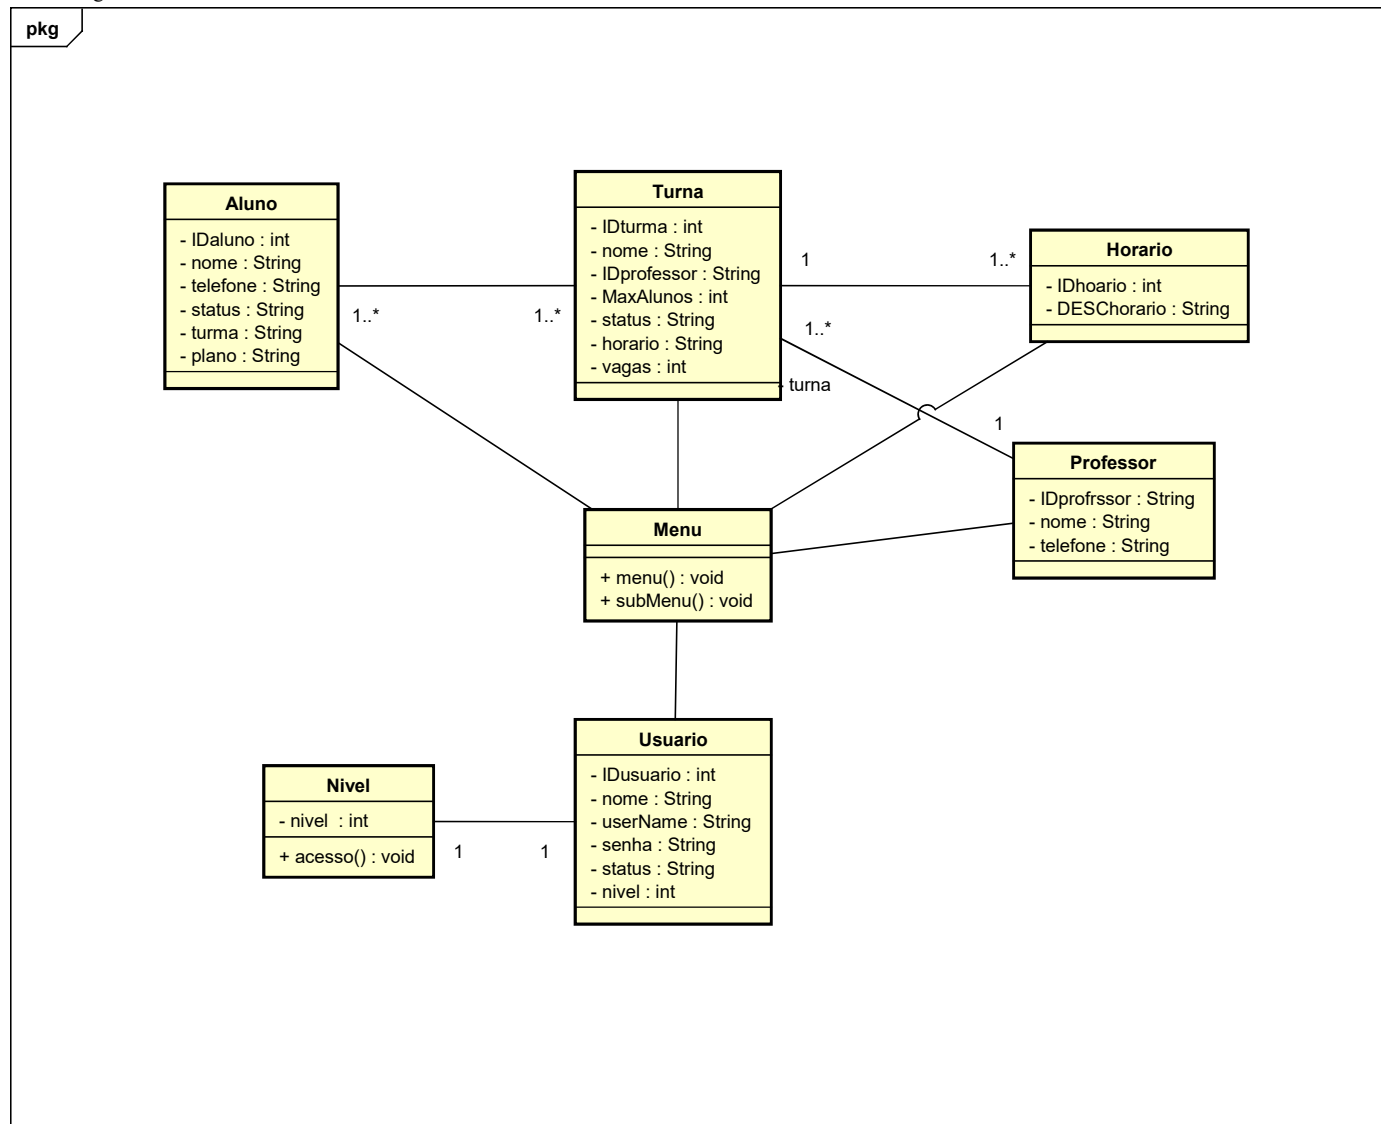 pkg
Aluno
- IDaluno : int
- nome : String
- telefone : String
- status : String
- turma : String
- plano : String
1..*
1..*
Turna
- IDturma : int
- nome : String
- IDprofessor : String
- MaxAlunos : int
- status : String
- horario : String
- vagas : int
1
1..*
1..*
- turna
1
Horario
- IDhoario : int
- DESChorario : String
Professor
- IDprofrssor : String
- nome : String
- telefone : String
Menu
+ menu() : void
+ subMenu() : void
Nivel
- nivel : int
+ acesso() : void
1
1
Usuario
- IDusuario : int
- nome : String
- userName : String
- senha : String
- status : String
- nivel : int